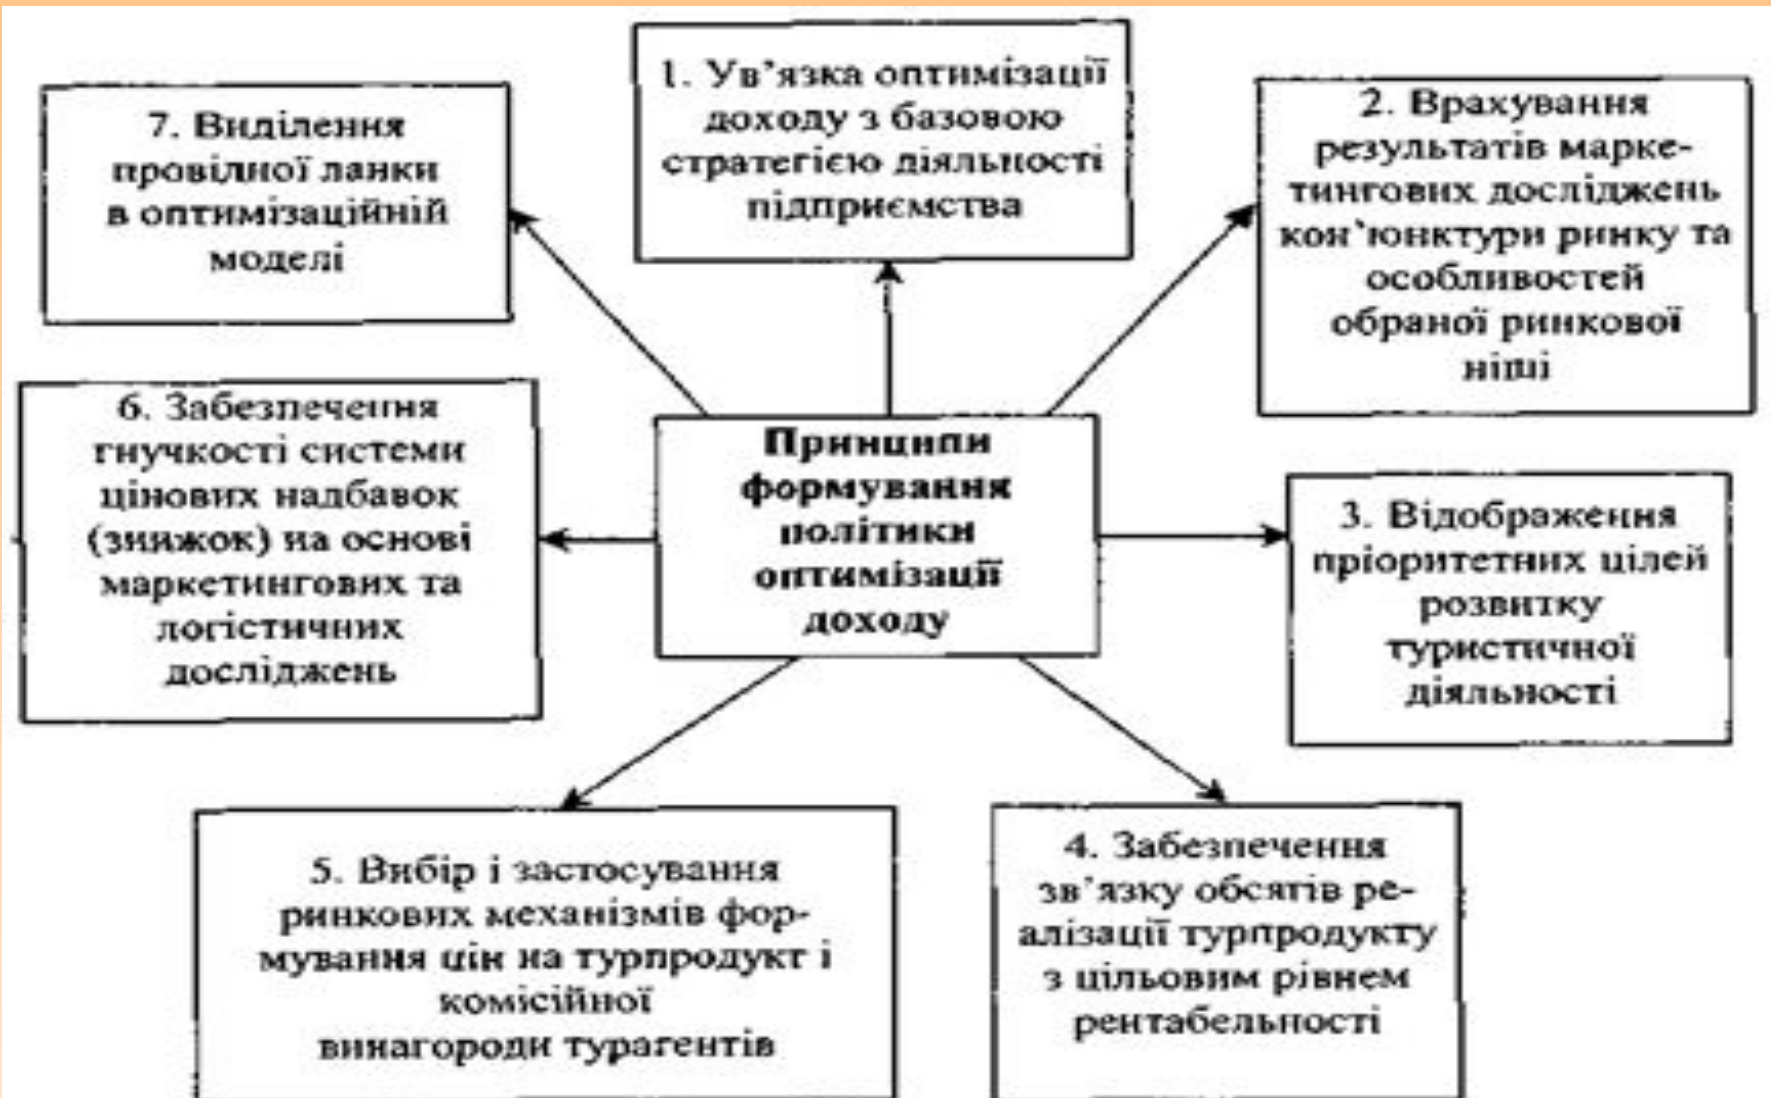 1. Ув’язка оптимізації
доходу з базовою
стратегією діяльності
підприємства
2. Врахування
результатів марке-
тингових досліджень
кон’юнктури ринку та
особливостей
обраної ринкової
ніші
3. Відображення
пріоритетних цілей
розвитку
туристичної
діяльності
4. Забезпечення
зв’язку обсягів ре-
алізації турпродукту
з цільовим рівнем
рентабельності
5. Вибір і застосування
ринкових механізмів фор-
мування цін на турпродукт і
комісійної
винагороди турагентів
6. Забезпечення
гнучкості системи
цінових надбавок
(знижок) на основі
маркетингових та
логістичних
досліджень
7. Виділення
провідної ланки
в оптимізаційній
моделі
Принципи
формування
політики
оптимізації
доходу